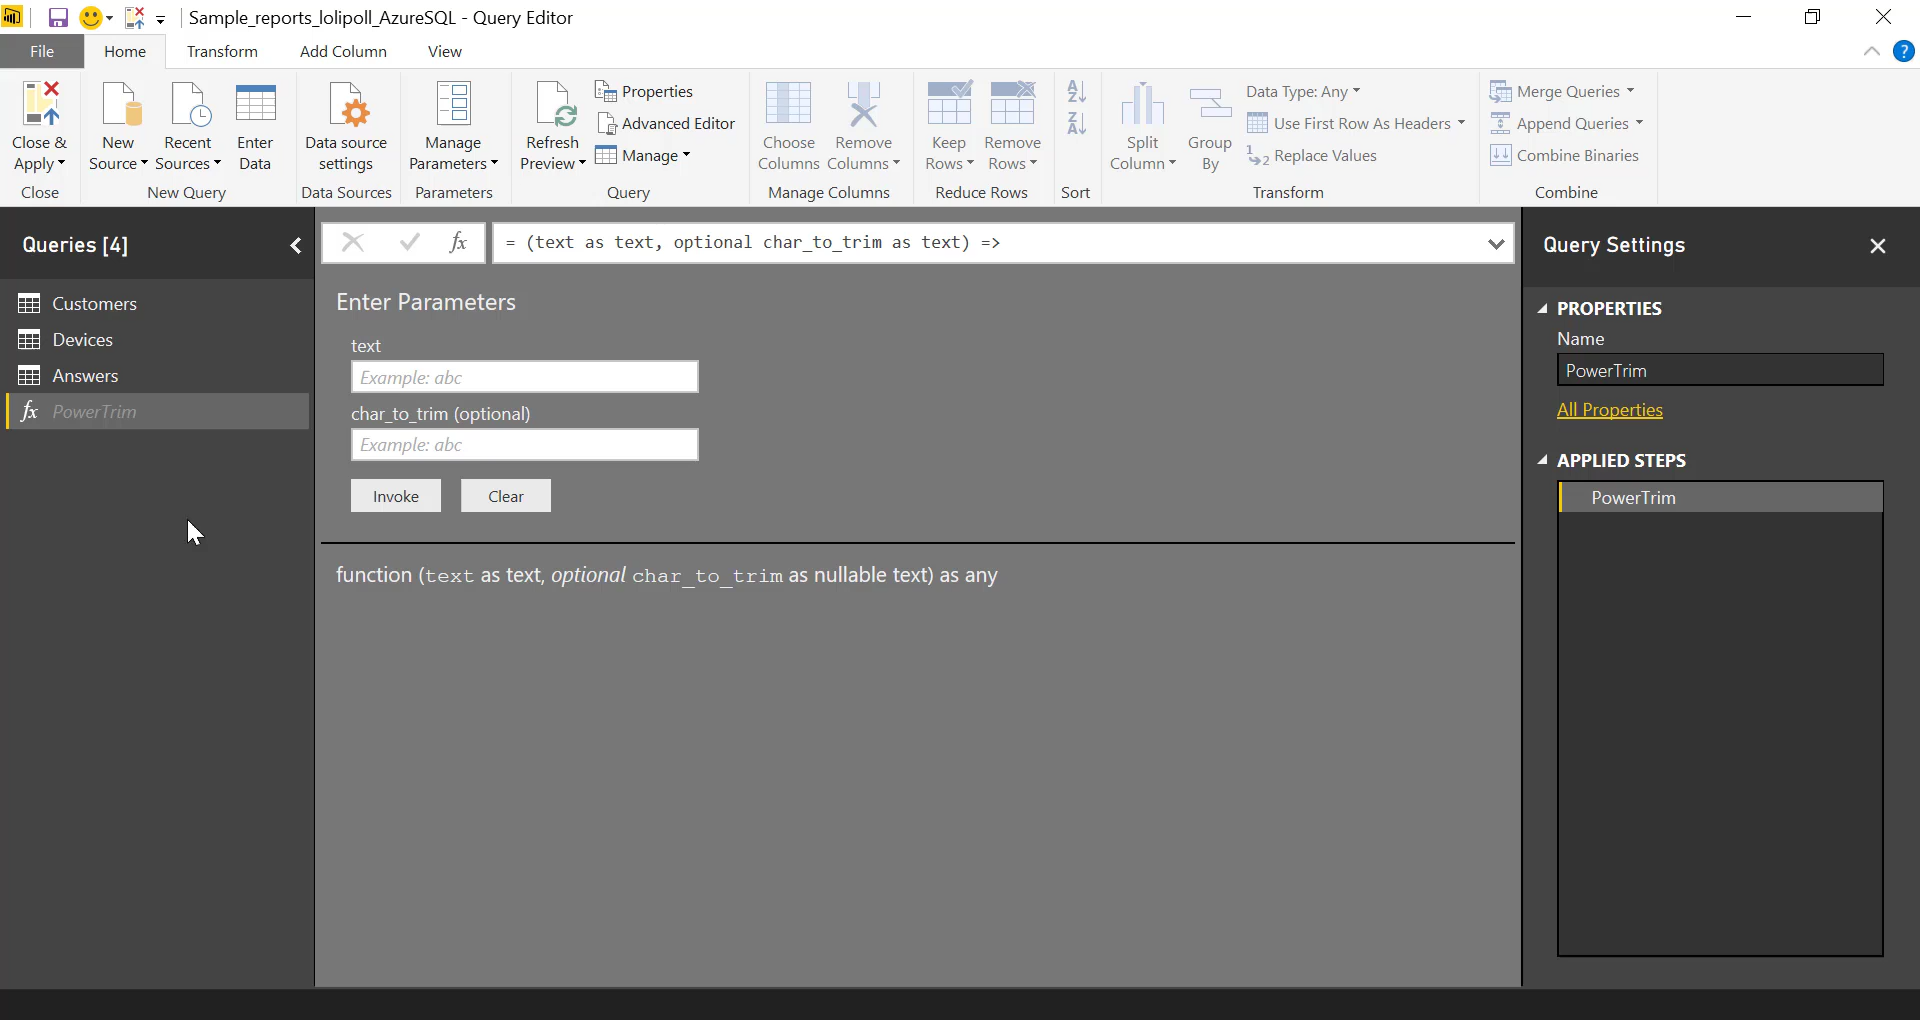 Sample_reports_lolipoll_AzureSQL - Query Editor
File Home Transform Add Column View
?
Close & Apply
New Source
Recent Sources
Enter Data
Data source settings
Manage Parameters
Refresh Preview
Properties
Advanced Editor
Manage
Choose Columns
Remove Columns
Keep Rows
Remove Rows
A Z
Z A
Split Column
Group By
Data Type: Any
Use First Row As Headers
1 2 Replace Values
Merge Queries
Append Queries
Combine Binaries
Close New Query Data Sources Parameters Query Manage Columns Reduce Rows Sort Transform Combine
Queries [4]
Customers
Devices
Answers
fx PowerTrim
fx = (text as text, optional char_to_trim as text) =>
Enter Parameters
text
Example: abc
char_to_trim (optional)
Example: abc
Invoke Clear
function (text as text, optional char_to_trim as nullable text) as any
Query Settings
PROPERTIES
Name
PowerTrim
All Properties
APPLIED STEPS
PowerTrim